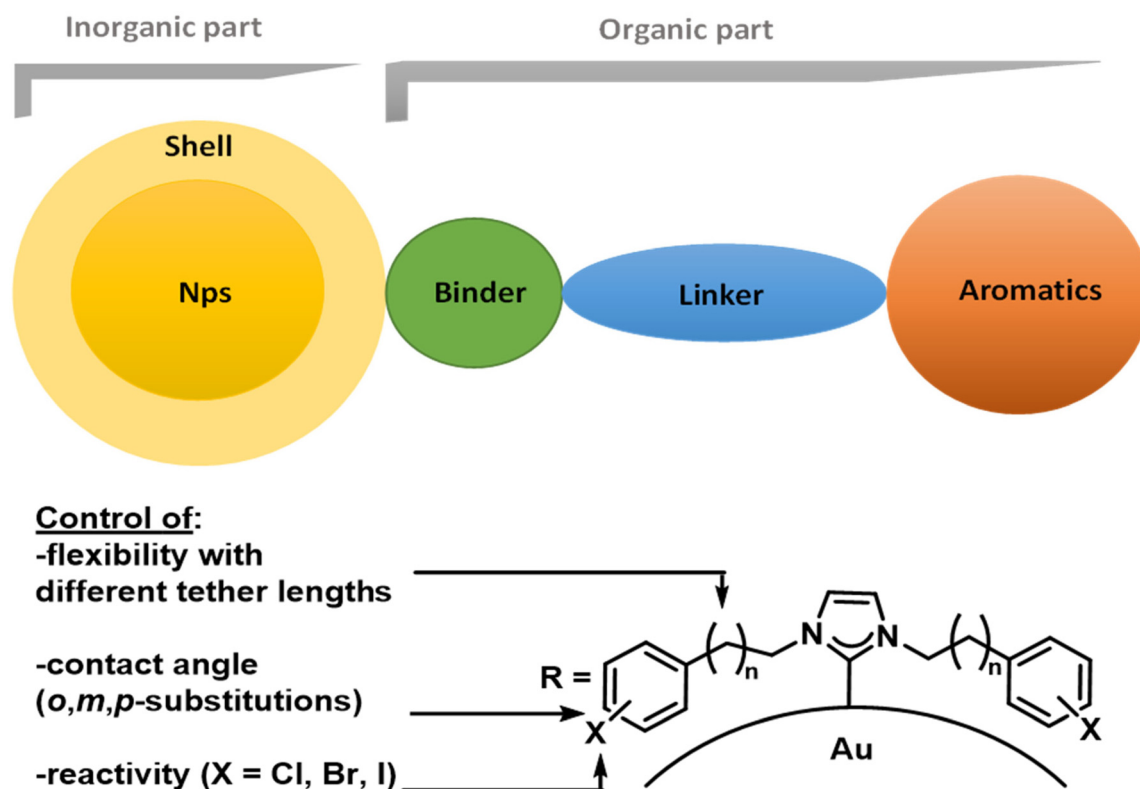 Inorganic part
Organic part
Shell
Nps
Binder
Linker
Aromatics
Control of:
-flexibility with
different tether lengths
-contact angle
(o,m,p-substitutions)
-reactivity (X = Cl, Br, I)
R =
( )n
N
N
( )n
X
X
Au